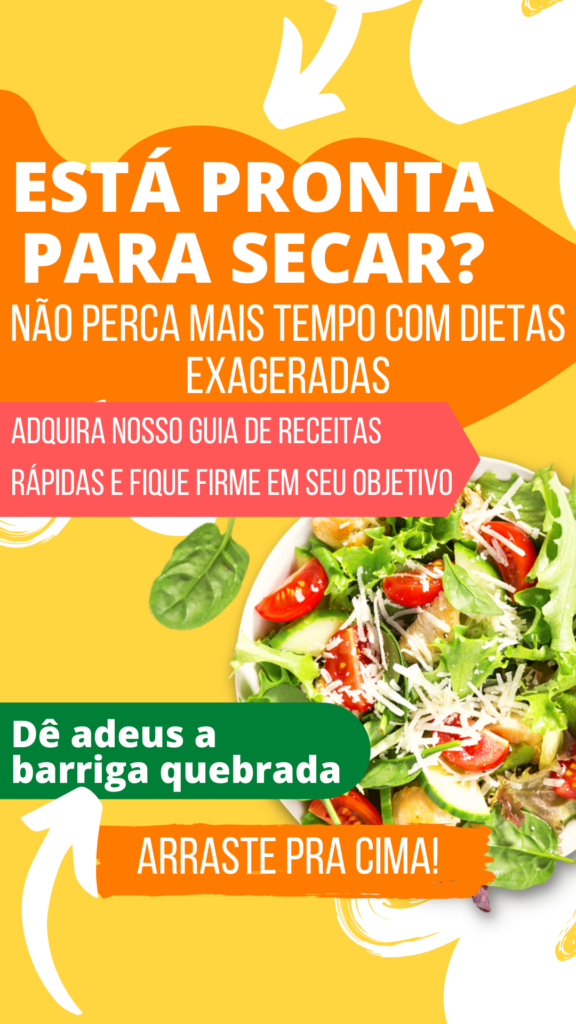 ESTÁ PRONTA
PARA SECAR?
NÃO PERCA MAIS TEMPO COM DIETAS
EXAGERADAS
ADQUIRA NOSSO GUIA DE RECEITAS
RÁPIDAS E FIQUE FIRME EM SEU OBJETIVO
Dê adeus a
barriga quebrada
ARRASTE PRA CIMA!